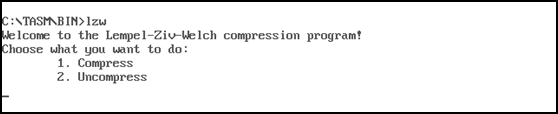 C:\TASM\BIN>lzw
Welcome to the Lempel-Ziv-Welch compression program!
Choose what you want to do:
1. Compress
2. Uncompress
_